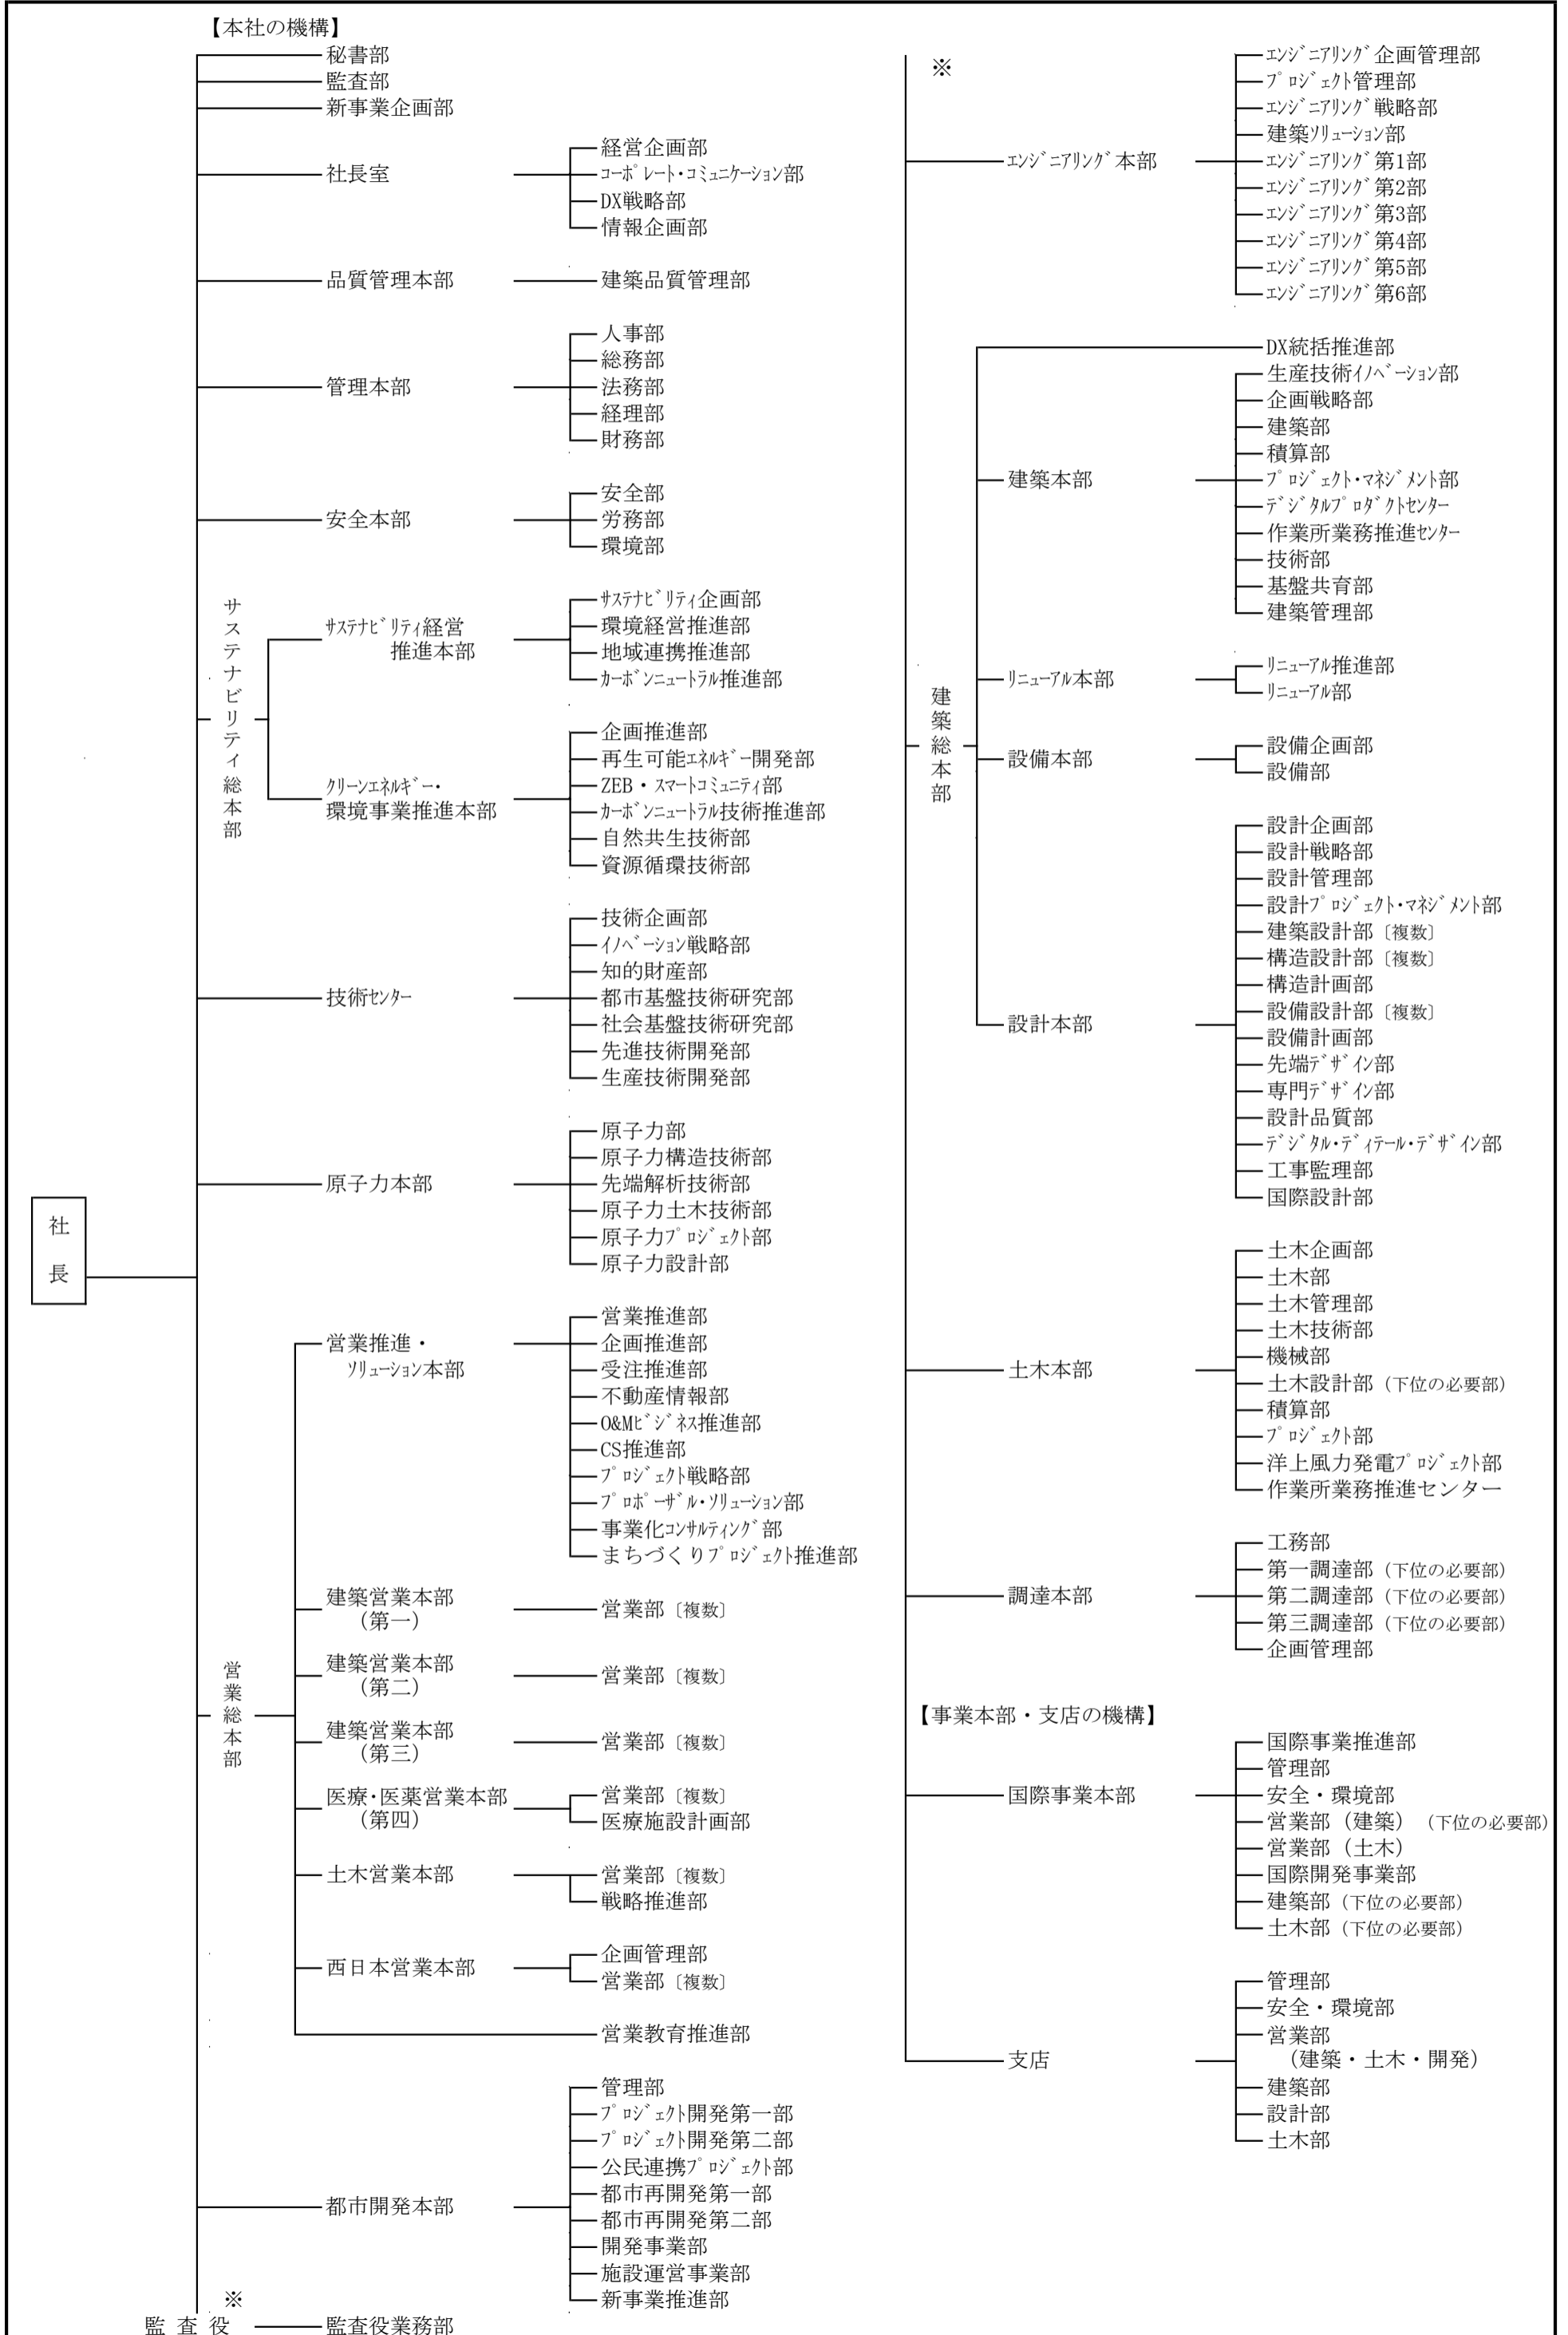 【本社の機構】
秘書部
監査部
新事業企画部
社長室
経営企画部
ｺｰﾎﾟﾚｰﾄ・ｺﾐｭﾆｹｰｼｮﾝ部
DX戦略部
情報企画部
品質管理本部
建築品質管理部
管理本部
人事部
総務部
法務部
経理部
財務部
安全本部
安全部
労務部
環境部
サステナビリティ総本部
ｻｽﾃﾅﾋﾞﾘﾃｨ経営
推進本部
ｻｽﾃﾅﾋﾞﾘﾃｨ企画部
環境経営推進部
地域連携推進部
ｶｰﾎﾞﾝﾆｭｰﾄﾗﾙ推進部
ｸﾘｰﾝｴﾈﾙｷﾞｰ・
環境事業推進本部
企画推進部
再生可能ｴﾈﾙｷﾞｰ開発部
ZEB・ｽﾏｰﾄｺﾐｭﾆﾃｨ部
ｶｰﾎﾞﾝﾆｭｰﾄﾗﾙ技術推進部
自然共生技術部
資源循環技術部
技術ｾﾝﾀｰ
技術企画部
ｲﾉﾍﾞｰｼｮﾝ戦略部
知的財産部
都市基盤技術研究部
社会基盤技術研究部
先進技術開発部
生産技術開発部
原子力本部
原子力部
原子力構造技術部
先端解析技術部
原子力土木技術部
原子力ﾌﾟﾛｼﾞｪｸﾄ部
原子力設計部
社長
営業総本部
営業推進・
ｿﾘｭｰｼｮﾝ本部
営業推進部
企画推進部
受注推進部
不動産情報部
O&Mﾋﾞｼﾞﾈｽ推進部
CS推進部
ﾌﾟﾛｼﾞｪｸﾄ戦略部
ﾌﾟﾛﾎﾟｰｻﾞﾙ・ｿﾘｭｰｼｮﾝ部
事業化ｺﾝｻﾙﾃｨﾝｸﾞ部
まちづくりﾌﾟﾛｼﾞｪｸﾄ推進部
建築営業本部
（第一）
営業部〔複数〕
建築営業本部
（第二）
営業部〔複数〕
建築営業本部
（第三）
営業部〔複数〕
医療・医薬営業本部
（第四）
営業部〔複数〕
医療施設計画部
土木営業本部
営業部〔複数〕
戦略推進部
西日本営業本部
企画管理部
営業部〔複数〕
営業教育推進部
都市開発本部
管理部
ﾌﾟﾛｼﾞｪｸﾄ開発第一部
ﾌﾟﾛｼﾞｪｸﾄ開発第二部
公民連携ﾌﾟﾛｼﾞｪｸﾄ部
都市再開発第一部
都市再開発第二部
開発事業部
施設運営事業部
新事業推進部
※
監査役
監査役業務部
※
ｴﾝｼﾞﾆｱﾘﾝｸﾞ本部
ｴﾝｼﾞﾆｱﾘﾝｸﾞ企画管理部
ﾌﾟﾛｼﾞｪｸﾄ管理部
ｴﾝｼﾞﾆｱﾘﾝｸﾞ戦略部
建築ｿﾘｭｰｼｮﾝ部
ｴﾝｼﾞﾆｱﾘﾝｸﾞ第1部
ｴﾝｼﾞﾆｱﾘﾝｸﾞ第2部
ｴﾝｼﾞﾆｱﾘﾝｸﾞ第3部
ｴﾝｼﾞﾆｱﾘﾝｸﾞ第4部
ｴﾝｼﾞﾆｱﾘﾝｸﾞ第5部
ｴﾝｼﾞﾆｱﾘﾝｸﾞ第6部
建築総本部
DX統括推進部
建築本部
生産技術ｲﾉﾍﾞｰｼｮﾝ部
企画戦略部
建築部
積算部
ﾌﾟﾛｼﾞｪｸﾄ・ﾏﾈｼﾞﾒﾝﾄ部
ﾃﾞｼﾞﾀﾙﾌﾟﾛﾀﾞｸﾄｾﾝﾀｰ
作業所業務推進ｾﾝﾀｰ
技術部
基盤共育部
建築管理部
ﾘﾆｭｰｱﾙ本部
ﾘﾆｭｰｱﾙ推進部
ﾘﾆｭｰｱﾙ部
設備本部
設備企画部
設備部
設計本部
設計企画部
設計戦略部
設計管理部
設計ﾌﾟﾛｼﾞｪｸﾄ・ﾏﾈｼﾞﾒﾝﾄ部
建築設計部〔複数〕
構造設計部〔複数〕
構造計画部
設備設計部〔複数〕
設備計画部
先端ﾃﾞｻﾞｲﾝ部
専門ﾃﾞｻﾞｲﾝ部
設計品質部
ﾃﾞｼﾞﾀﾙ・ﾃﾞｨﾃｰﾙ・ﾃﾞｻﾞｲﾝ部
工事監理部
国際設計部
土木本部
土木企画部
土木部
土木管理部
土木技術部
機械部
土木設計部（下位の必要部）
積算部
ﾌﾟﾛｼﾞｪｸﾄ部
洋上風力発電ﾌﾟﾛｼﾞｪｸﾄ部
作業所業務推進センター
調達本部
工務部
第一調達部（下位の必要部）
第二調達部（下位の必要部）
第三調達部（下位の必要部）
企画管理部
【事業本部・支店の機構】
国際事業本部
国際事業推進部
管理部
安全・環境部
営業部（建築）（下位の必要部）
営業部（土木）
国際開発事業部
建築部（下位の必要部）
土木部（下位の必要部）
支店
管理部
安全・環境部
営業部
（建築・土木・開発）
建築部
設計部
土木部